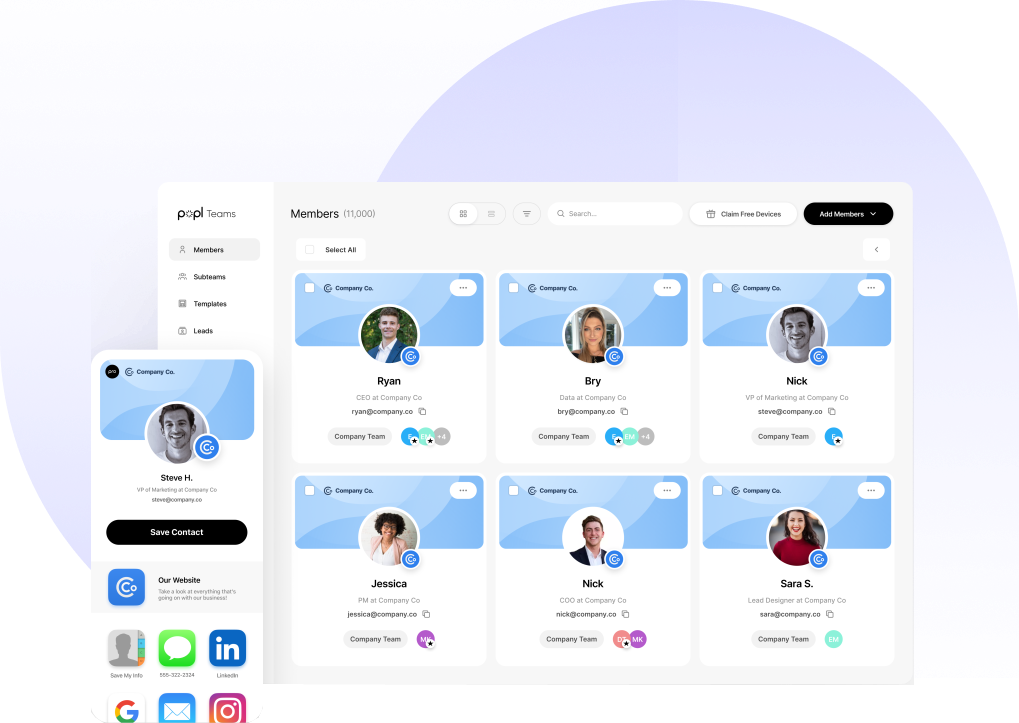 popl Teams
Members
Subteams
Templates
Leads
Members (11,000)
Search...
Claim Free Devices
Add Members
Select All
Company Co.
Ryan
CEO at Company Co
ryan@company.co
Company Team
E
EM
+4
Company Co.
Bry
Data at Company Co
bry@company.co
Company Team
E
EM
+4
Company Co.
Nick
VP of Marketing at Company Co
steve@company.co
Company Team
E
Company Co.
Jessica
PM at Company Co
jessica@company.co
Company Team
MK
Company Co.
Nick
COO at Company Co
nick@company.co
Company Team
MK
Company Co.
Sara S.
Lead Designer at Company Co
sara@company.co
Company Team
EM
pro
Company Co.
Steve H.
VP of Marketing at Company Co
steve@company.co
Save Contact
Our Website
Take a look at everything that's
going on with our business!
Save My Info
555-322-2324
LinkedIn